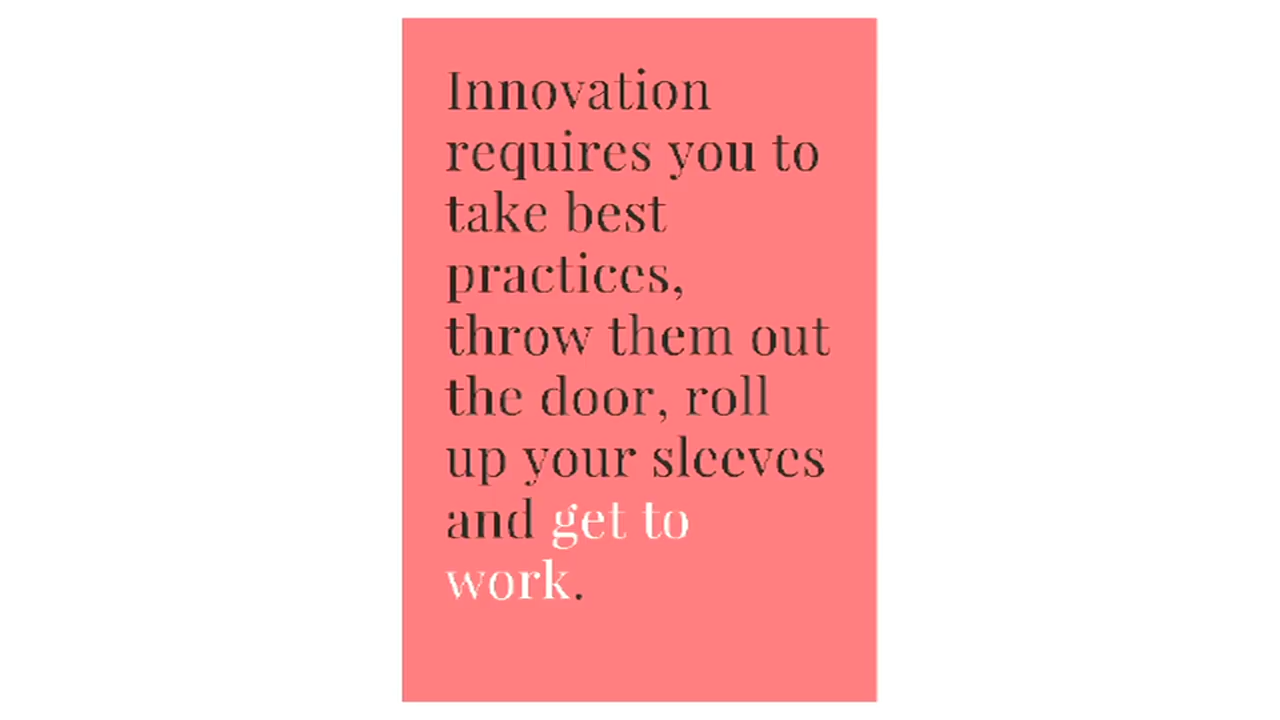 Innovation
requires you to
take best
practices,
throw them out
the door, roll
up your sleeves
and get to
work.